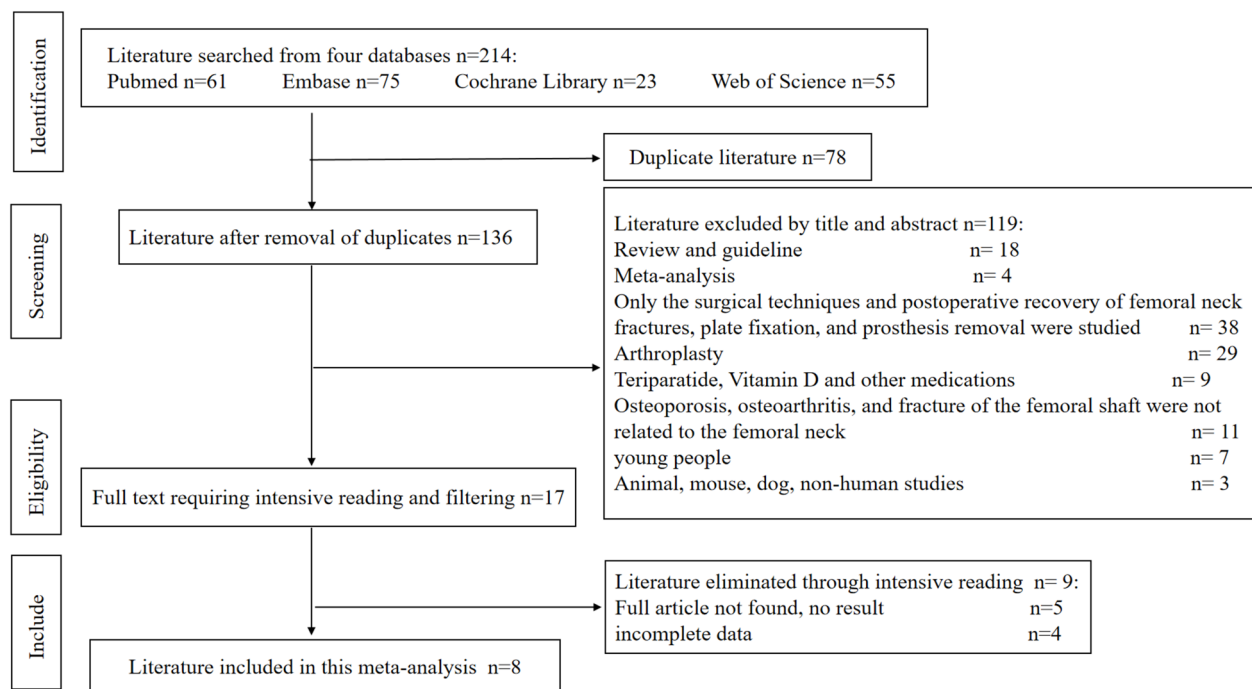 Identification
Literature searched from four databases n=214:
Pubmed n=61 Embase n=75 Cochrane Library n=23 Web of Science n=55
Duplicate literature n=78
Screening
Literature after removal of duplicates n=136
Literature excluded by title and abstract n=119:
Review and guideline n= 18
Meta-analysis n= 4
Only the surgical techniques and postoperative recovery of femoral neck
fractures, plate fixation, and prosthesis removal were studied n= 38
Arthroplasty n= 29
Teriparatide, Vitamin D and other medications n= 9
Osteoporosis, osteoarthritis, and fracture of the femoral shaft were not
related to the femoral neck n= 11
young people n= 7
Animal, mouse, dog, non-human studies n= 3
Eligibility
Full text requiring intensive reading and filtering n=17
Include
Literature eliminated through intensive reading n= 9:
Full article not found, no result n=5
incomplete data n=4
Literature included in this meta-analysis n=8